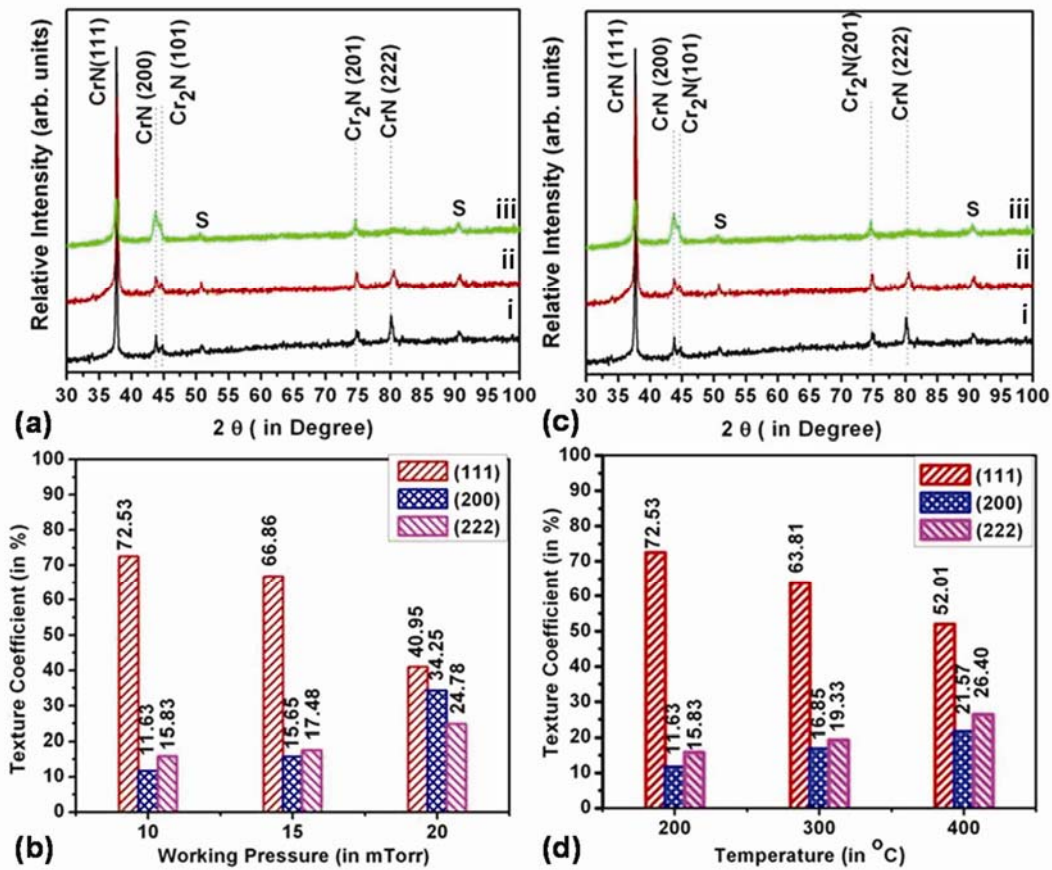 Relative Intensity (arb. units)
CrN(111)
CrN (200)
Cr2N (101)
Cr2N (201)
CrN (222)
S
S
iii
ii
i
30 35 40 45 50 55 60 65 70 75 80 85 90 95 100
(a) 2 θ ( in Degree)
Relative Intensity (arb. units)
CrN (111)
CrN (200)
Cr2N(101)
Cr2N(201)
CrN (222)
S
S
iii
ii
i
30 35 40 45 50 55 60 65 70 75 80 85 90 95 100
(c) 2 θ ( in Degree)
Texture Coefficient (in %)
100
90
80
70
60
50
40
30
20
10
0
(111)
(200)
(222)
72.53
11.63
15.83
66.86
15.65
17.48
40.95
34.25
24.78
10 15 20
(b) Working Pressure (in mTorr)
Texture Coefficient (in %)
100
90
80
70
60
50
40
30
20
10
0
(111)
(200)
(222)
72.53
11.63
15.83
63.81
16.85
19.33
52.01
21.57
26.40
200 300 400
(d) Temperature (in oC)